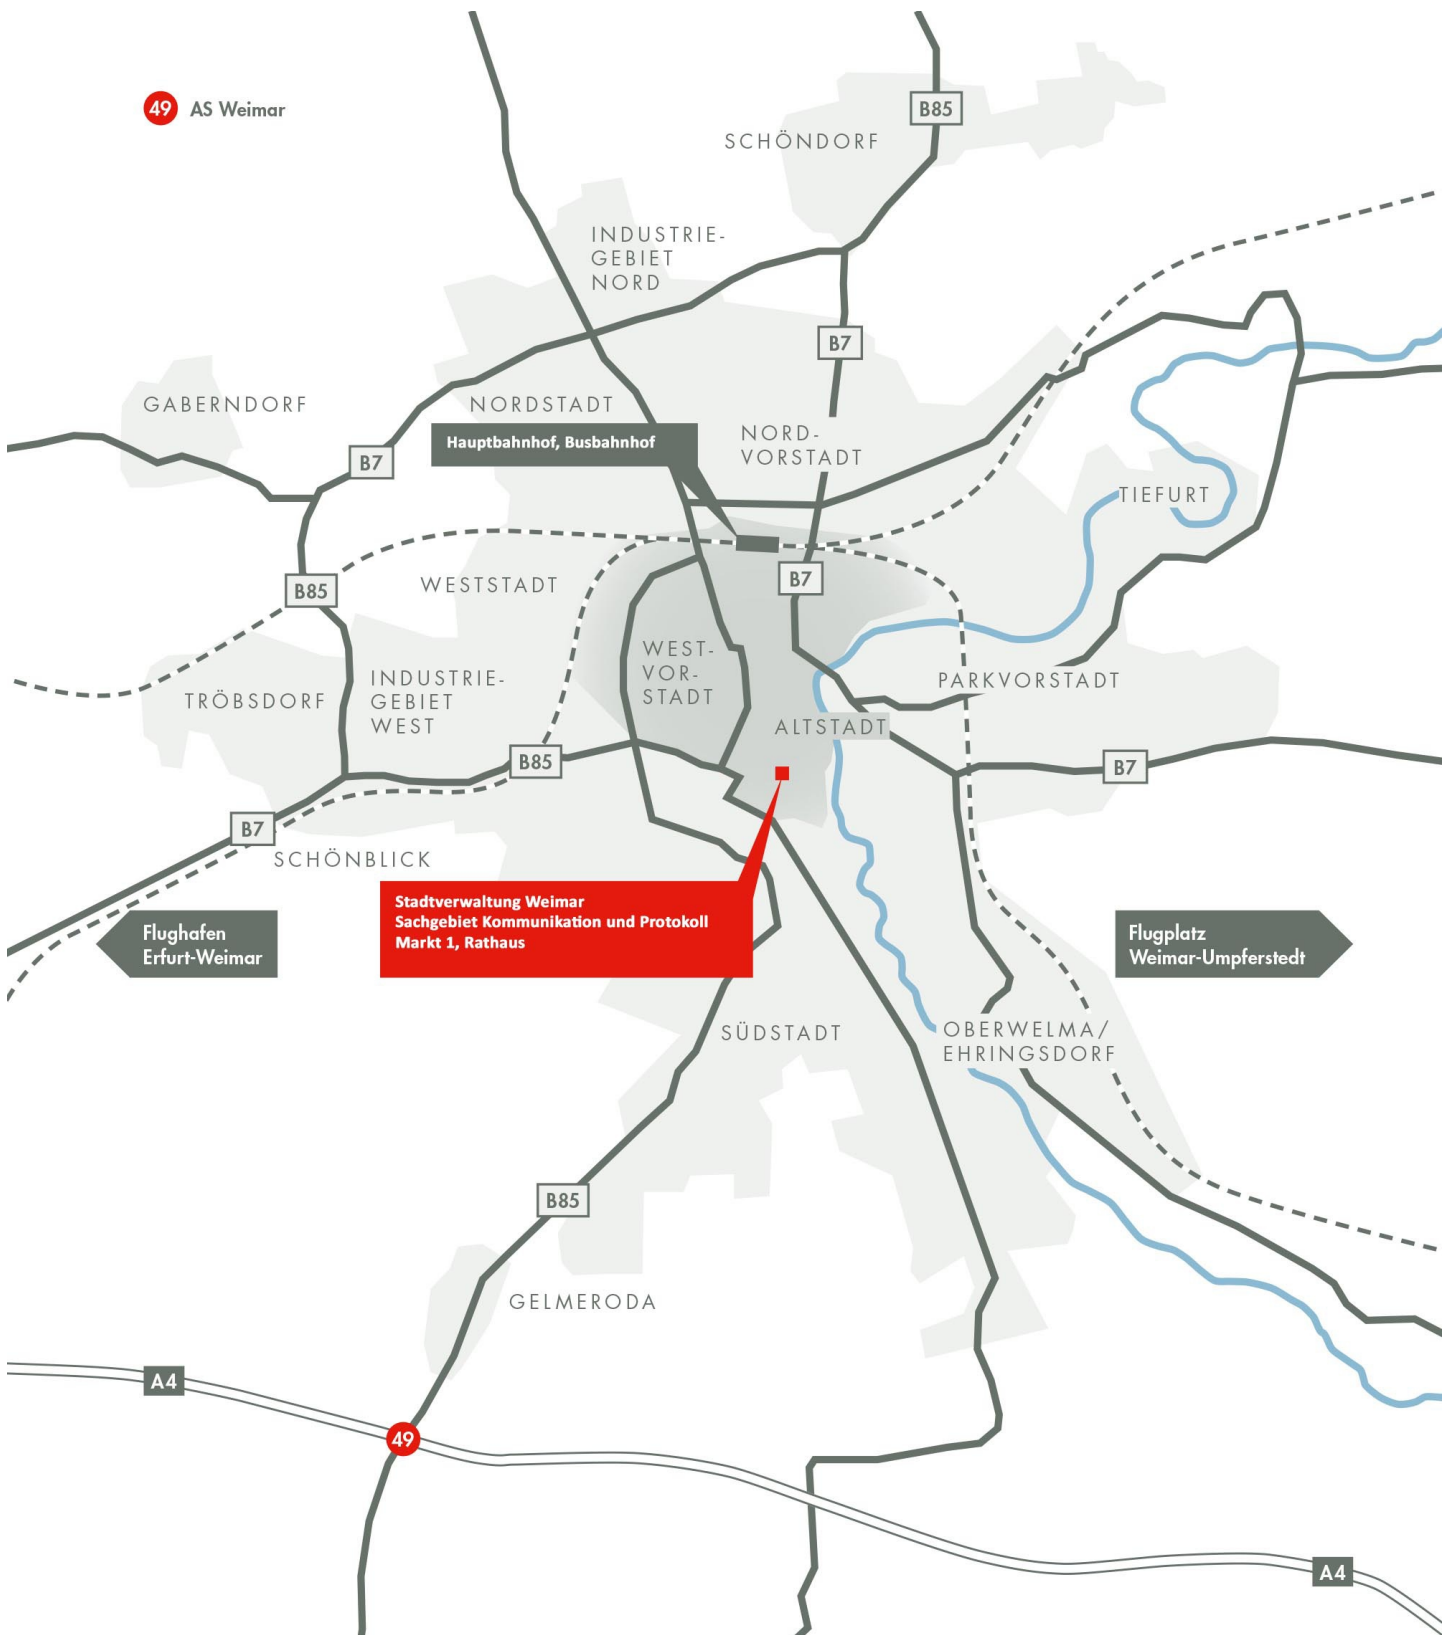 49 AS Weimar
B85
SCHÖNDORF
INDUSTRIE-
GEBIET
NORD
B7
GABERNDORF
NORDSTADT
Hauptbahnhof, Busbahnhof
NORD-
VORSTADT
B7
TIEFURT
B85
WESTSTADT
B7
WEST-
VOR-
STADT
TRÖBSDORF
INDUSTRIE-
GEBIET
WEST
PARKVORSTADT
ALTSTADT
B85
B7
B7
SCHÖNBLICK
Stadtverwaltung Weimar
Sachgebiet Kommunikation und Protokoll
Markt 1, Rathaus
Flughafen
Erfurt-Weimar
Flugplatz
Weimar-Umpferstedt
SÜDSTADT
OBERWELMA/
EHRINGSDORF
B85
GELMERODA
A4
49
A4